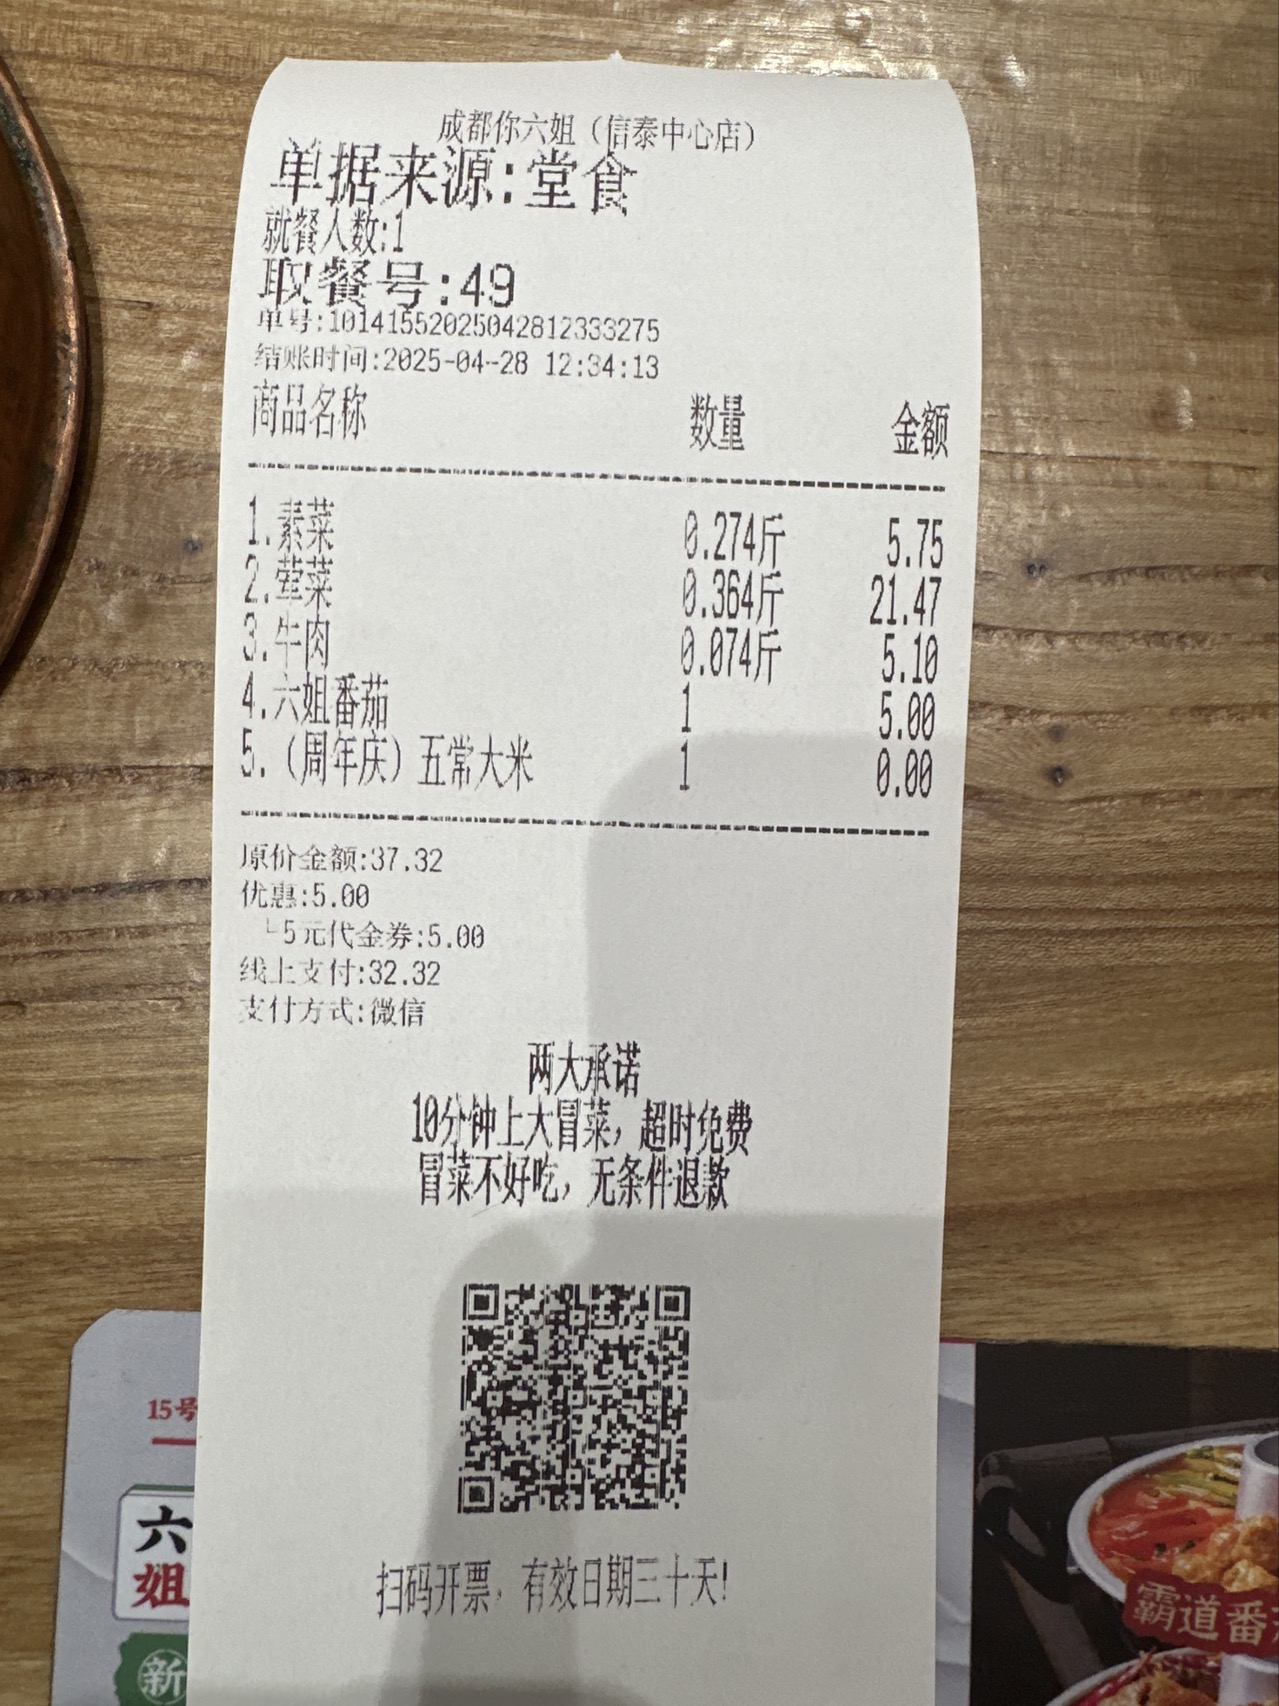 成都你六姐（信泰中心店）
单据来源:堂食
就餐人数:1
取餐号:49
单号:10141552025042812333275
结账时间:2025-04-28 12:34:13
商品名称 数量 金额
1.素菜 0.274斤 5.75
2.荤菜 0.364斤 21.47
3.牛肉 0.074斤 5.10
4.六姐番茄 1 5.00
5.（周年庆）五常大米 1 0.00
原价金额:37.32
优惠:5.00
└5元代金券:5.00
线上支付:32.32
支付方式:微信
两大承诺
10分钟上大冒菜，超时免费
冒菜不好吃，无条件退款
扫码开票，有效日期三十天!
15号
六
姐
新
霸道番